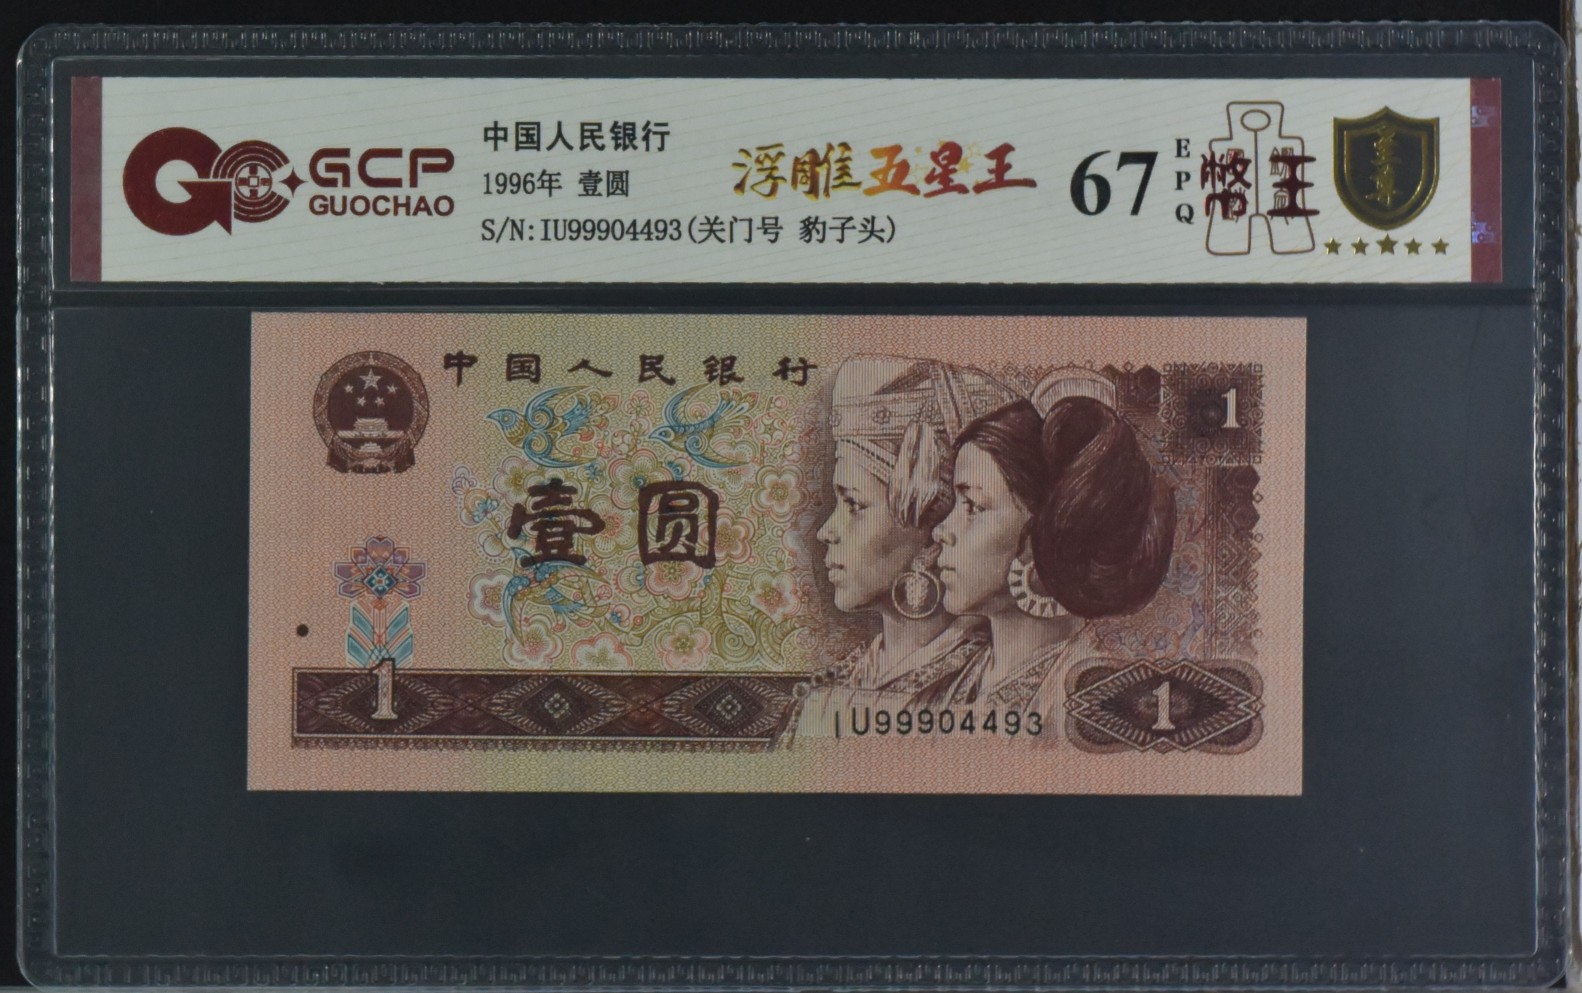 GCP
GUOCHAO
中国人民银行
1996年 壹圆
S/N:IU99904493(关门号 豹子头)
浮雕五星王
67
EPQ
至尊
中国人民银行
1
壹圆
1
IU99904493
1